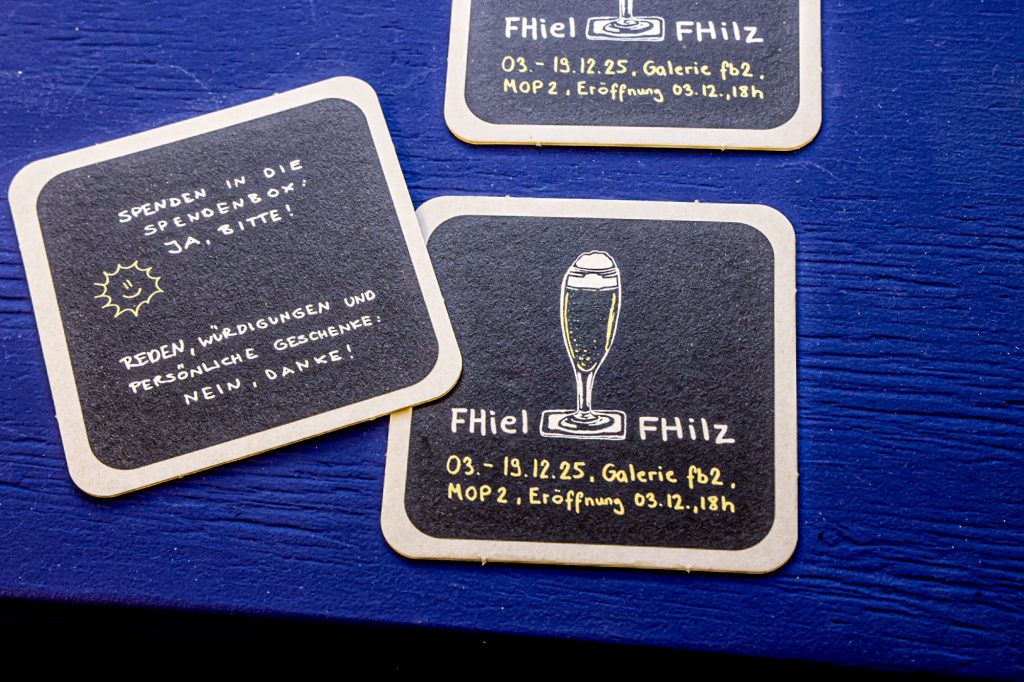 FHiel FHilz
03.- 19.12.25. Galerie fb2.
MOP 2. Eröffnung 03.12., 18h
SPENDEN IN DIE
SPENDENBOX:
JA, BITTE!
REDEN, WÜRDIGUNGEN UND
PERSÖNLICHE GESCHENKE:
NEIN, DANKE!
FHiel FHilz
03.- 19.12.25. Galerie fb2.
MOP 2. Eröffnung 03.12., 18h